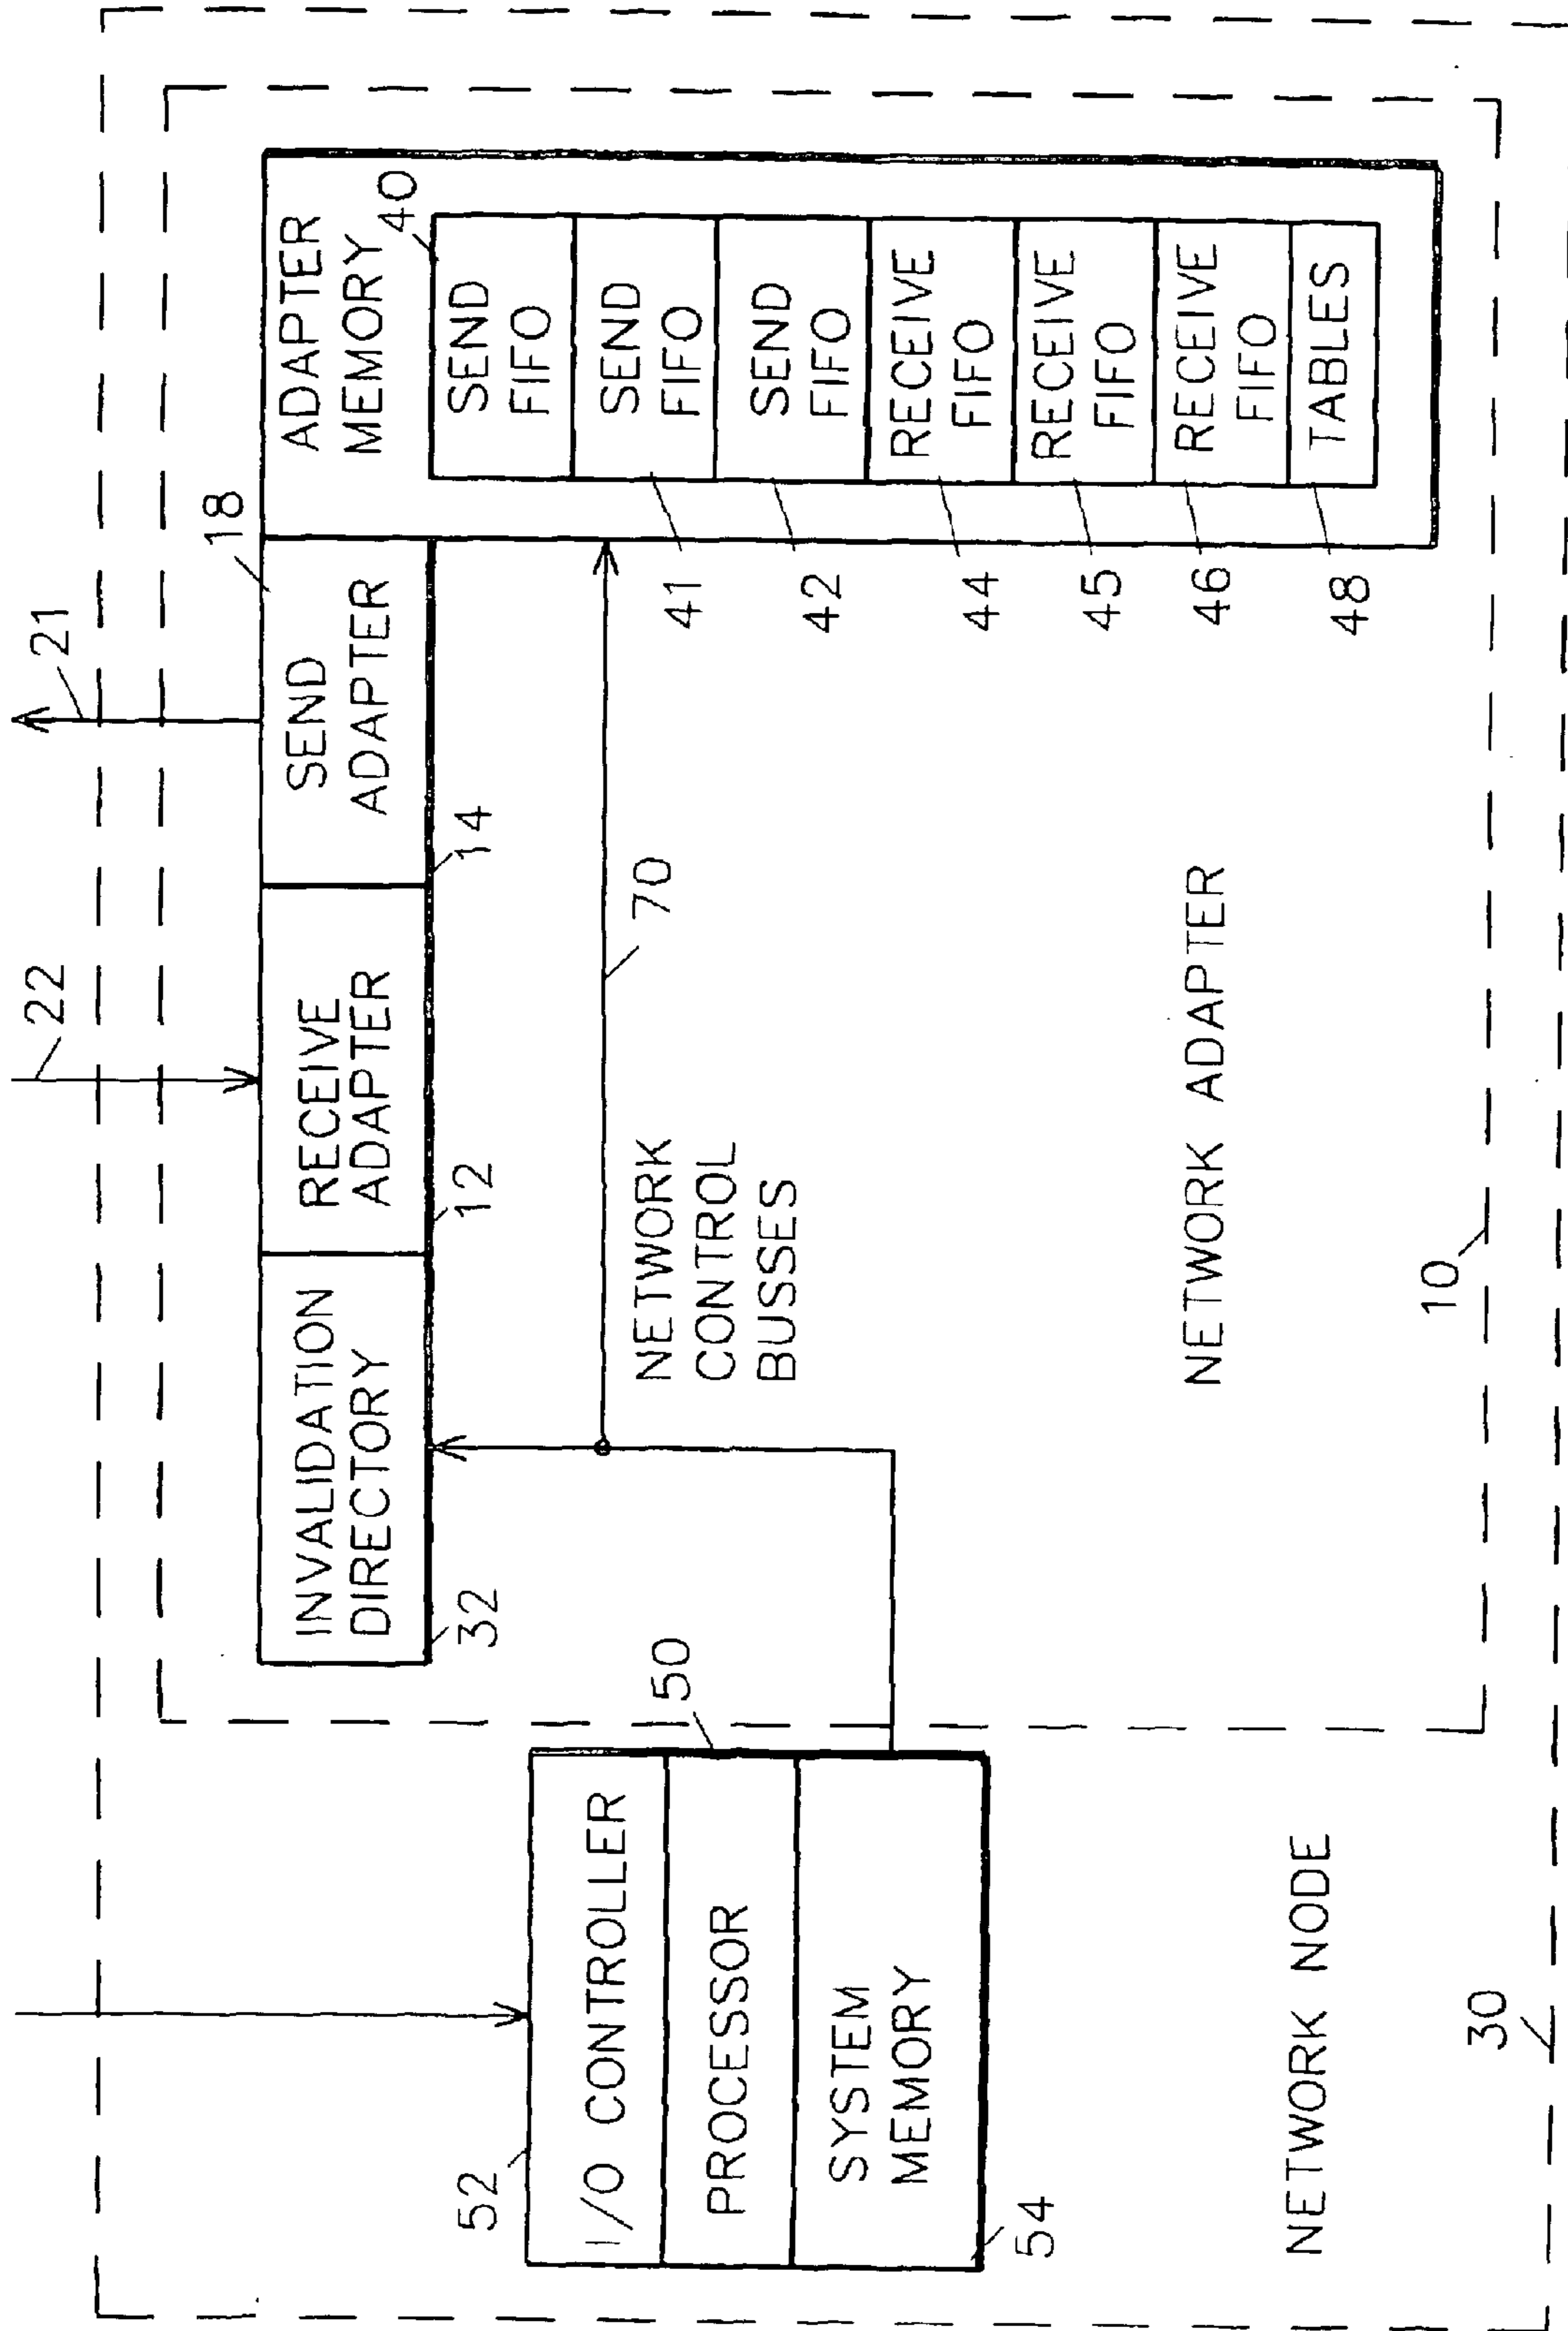 22
21
18
INVALIDATION
DIRECTORY
RECEIVE
ADAPTER
SEND
ADAPTER
ADAPTER
MEMORY
32
12
14
40
SEND
FIFO
SEND
FIFO
SEND
FIFO
RECEIVE
FIFO
RECEIVE
FIFO
RECEIVE
FIFO
TABLES
41
42
44
45
46
48
70
NETWORK
CONTROL
BUSSES
52
50
I/O CONTROLLER
PROCESSOR
SYSTEM
MEMORY
54
NETWORK ADAPTER
10
NETWORK NODE
30